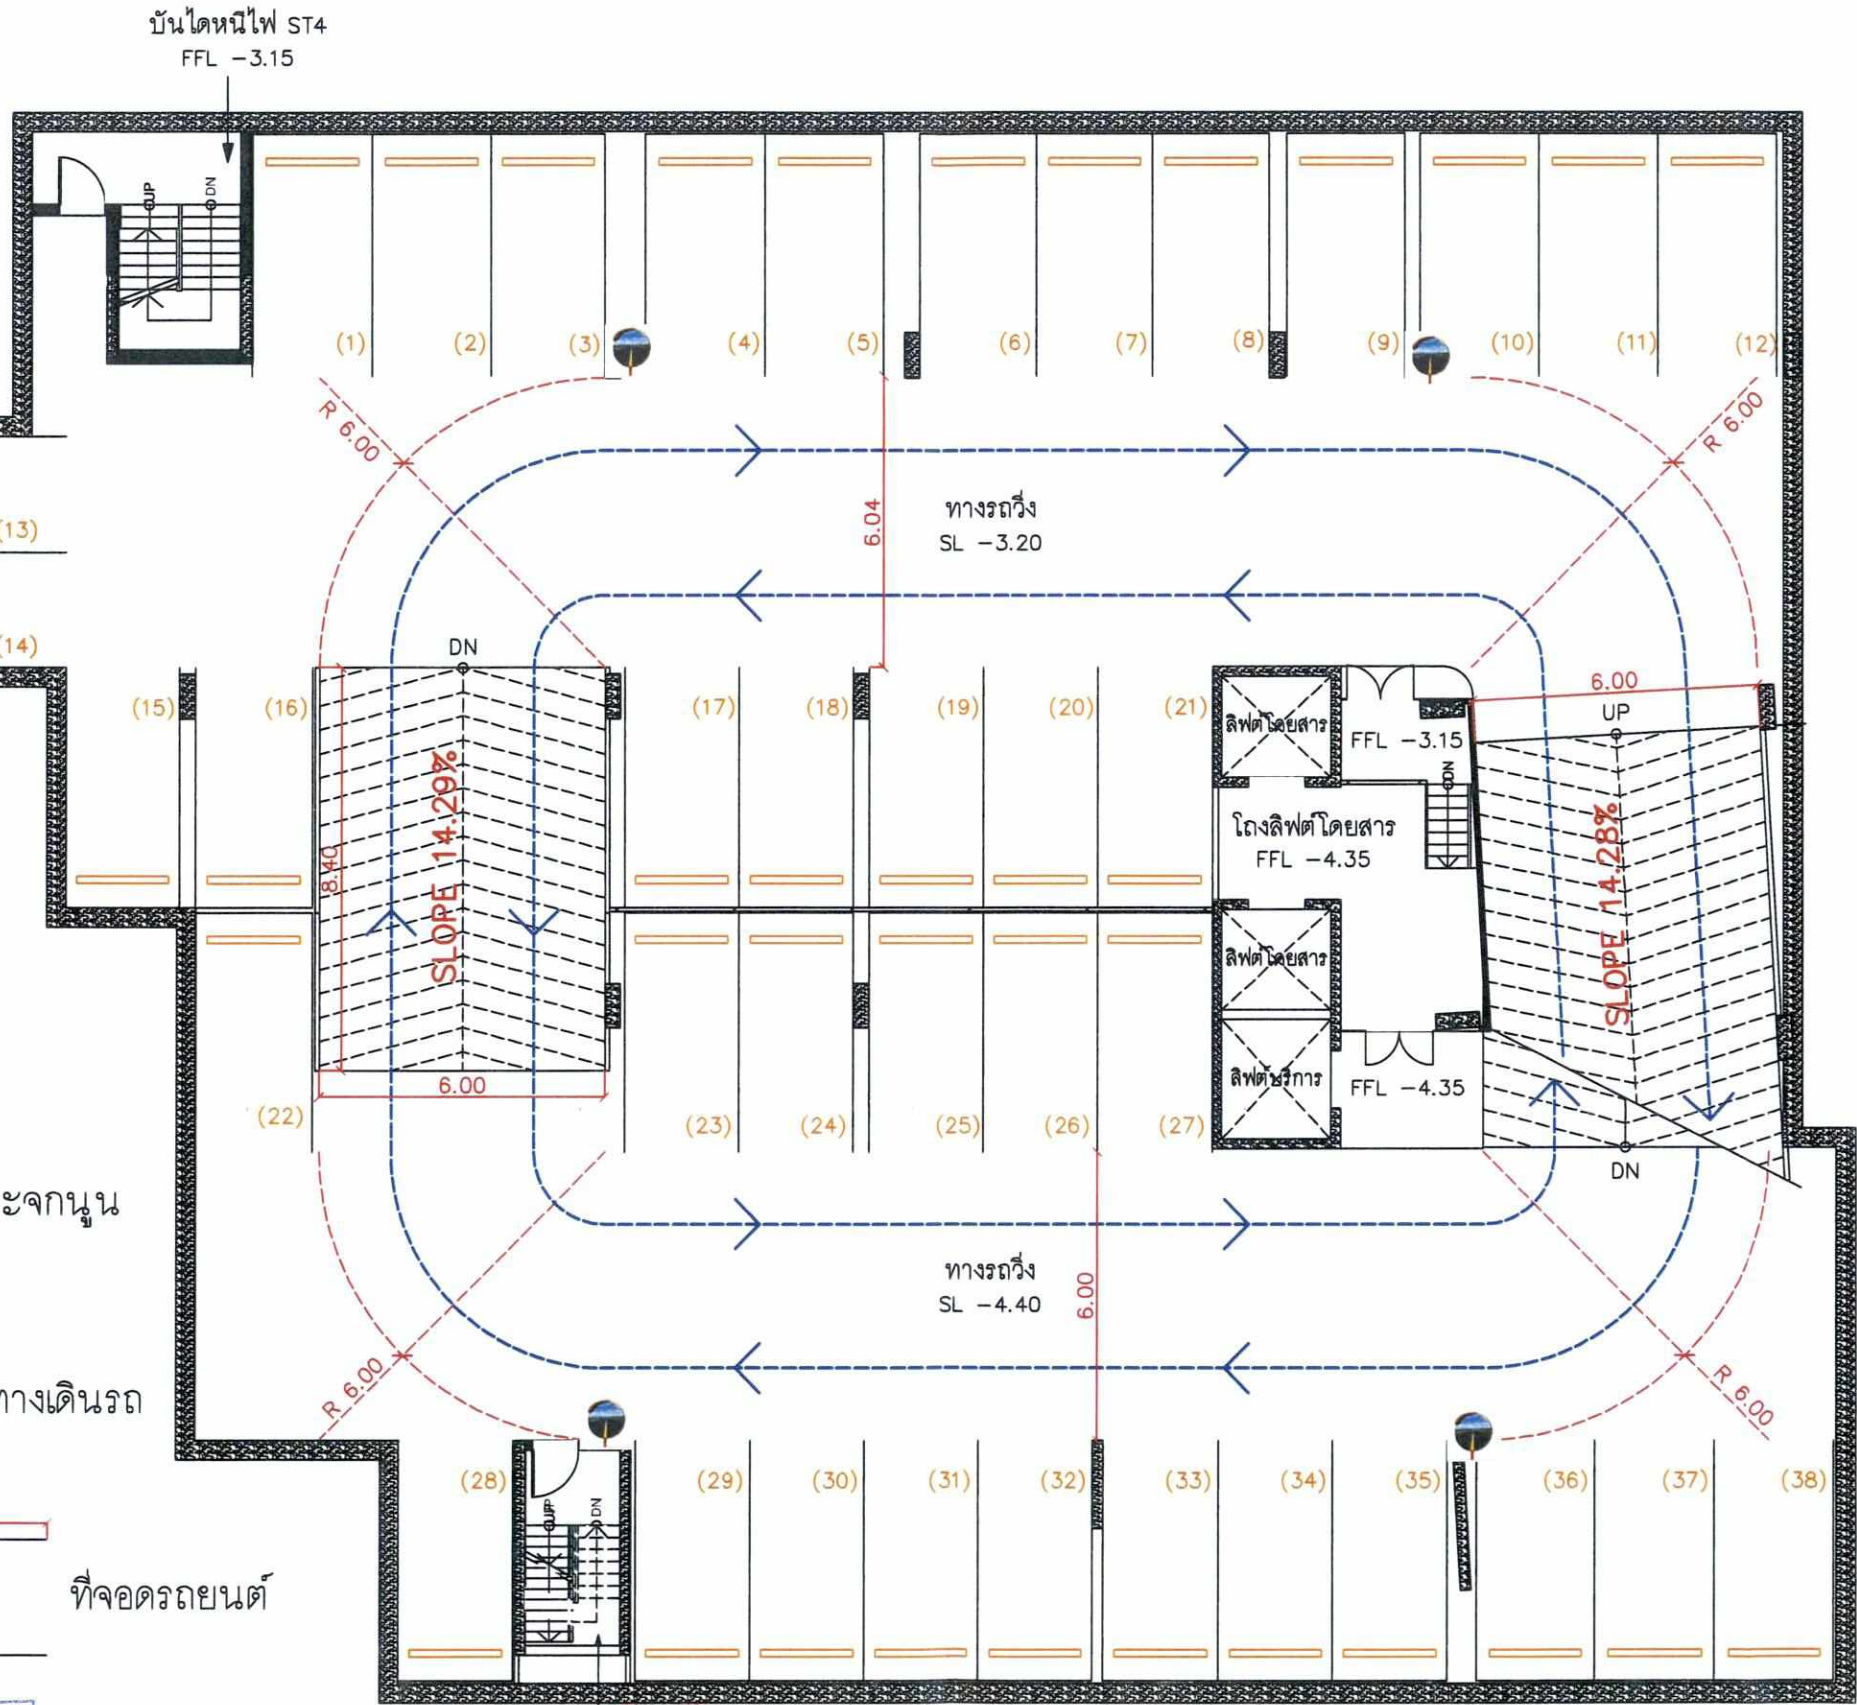 บันไดหนีไฟ ST4
FFL -3.15
UP
DN
(1)
(2)
(3)
(4)
(5)
(6)
(7)
(8)
(9)
(10)
(11)
(12)
R 6.00
R 6.00
6.04
ทางรถวิ่ง
SL -3.20
(13)
(14)
DN
(15)
(16)
(17)
(18)
(19)
(20)
(21)
6.00
UP
ลิฟต์โดยสาร
FFL -3.15
DN
SLOPE 14.29%
8.40
SLOPE 14.28%
โถงลิฟต์โดยสาร
FFL -4.35
ลิฟต์โดยสาร
ลิฟต์บริการ
FFL -4.35
6.00
(22)
(23)
(24)
(25)
(26)
(27)
DN
ะจกนูน
ทางรถวิ่ง
SL -4.40
6.00
R 6.00
R 6.00
ทางเดินรถ
(28)
(29)
(30)
(31)
(32)
(33)
(34)
(35)
(36)
(37)
(38)
UP
DN
ที่จอดรถยนต์